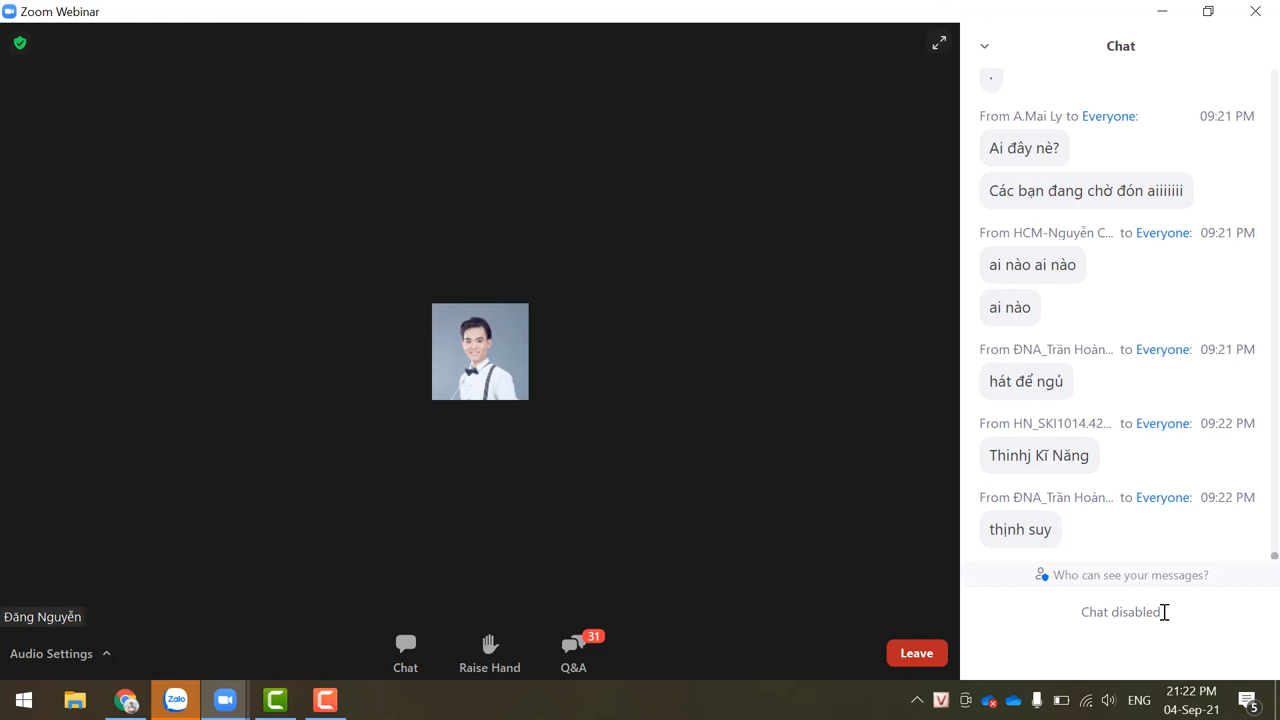 Zoom Webinar
Chat
.
From A.Mai Ly to Everyone: 09:21 PM
Ai đây nè?
Các bạn đang chờ đón aiiiiiii
From HCM-Nguyễn C... to Everyone: 09:21 PM
ai nào ai nào
ai nào
From ĐNA_Trần Hoàn... to Everyone: 09:21 PM
hát để ngủ
From HN_SKI1014.42... to Everyone: 09:22 PM
Thinhj Kĩ Năng
From ĐNA_Trần Hoàn... to Everyone: 09:22 PM
thịnh suy
Who can see your messages?
Chat disabled
Đăng Nguyễn
Audio Settings
Chat
Raise Hand
31
Q&A
Leave
Zalo
ENG
21:22 PM
04-Sep-21
5